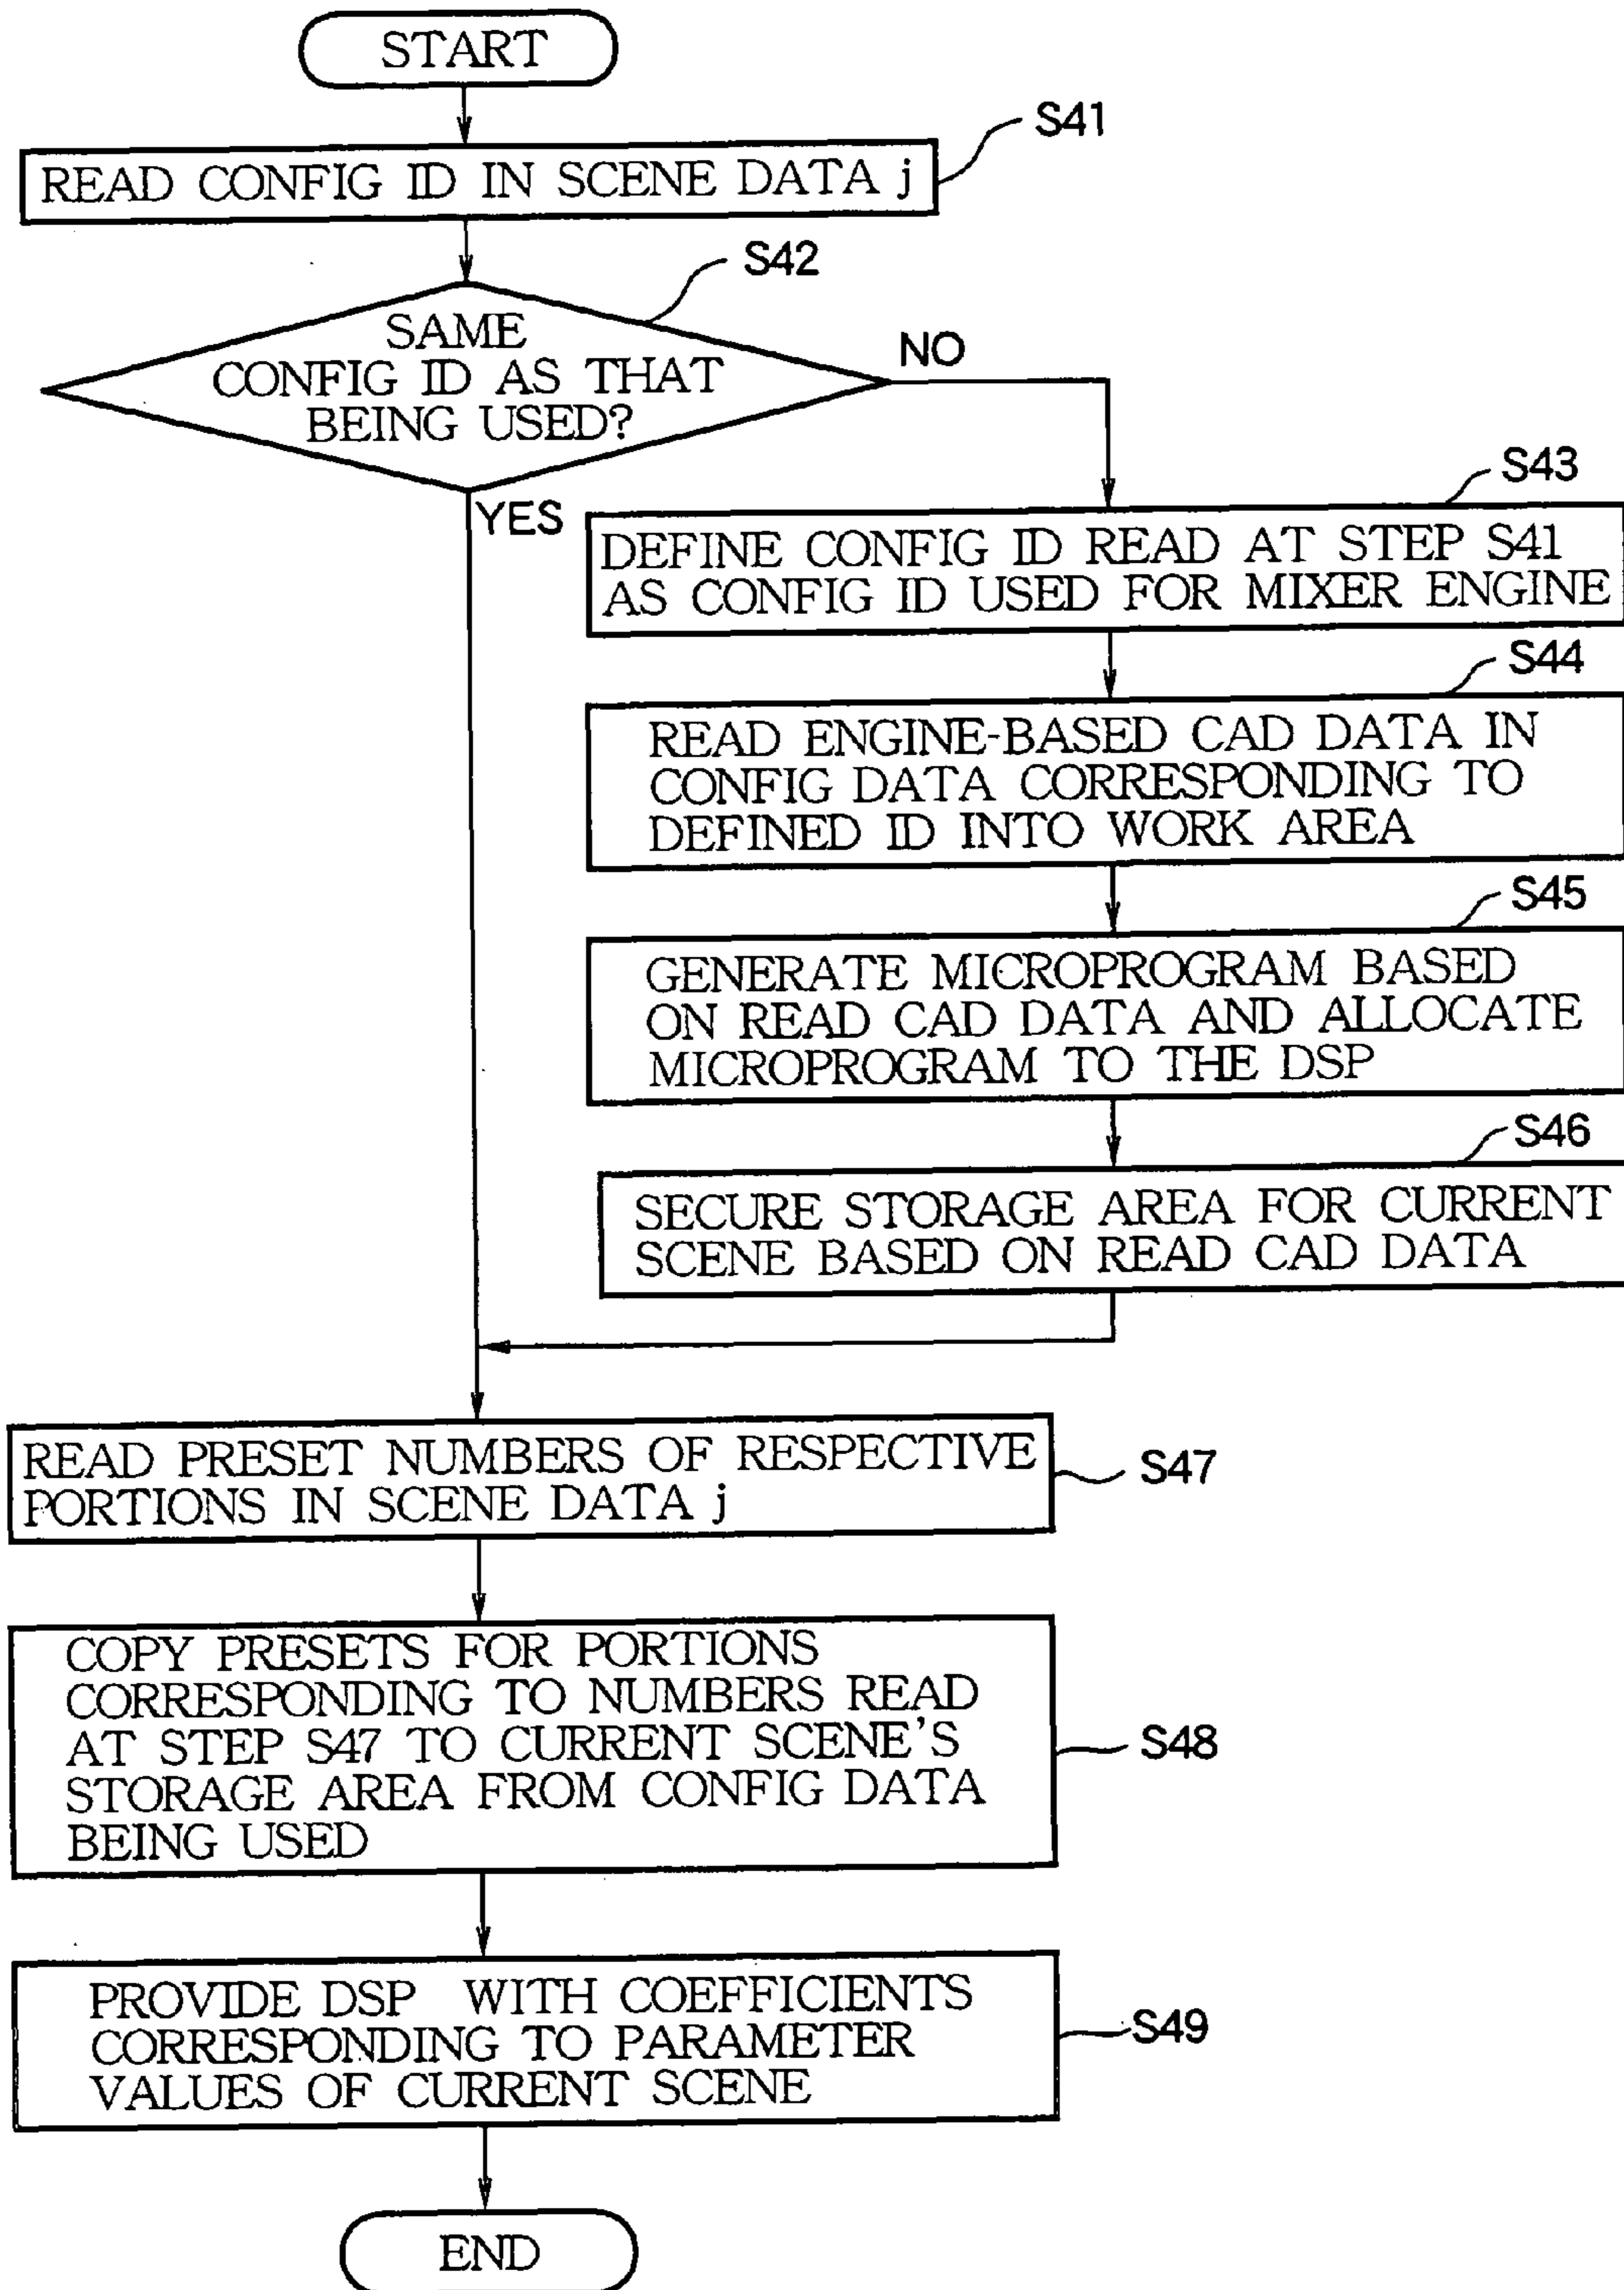 START
S41
READ CONFIG ID IN SCENE DATA j
S42
SAME
CONFIG ID AS THAT
BEING USED?
NO
YES
S43
DEFINE CONFIG ID READ AT STEP S41
AS CONFIG ID USED FOR MIXER ENGINE
S44
READ ENGINE-BASED CAD DATA IN
CONFIG DATA CORRESPONDING TO
DEFINED ID INTO WORK AREA
S45
GENERATE MICROPROGRAM BASED
ON READ CAD DATA AND ALLOCATE
MICROPROGRAM TO THE DSP
S46
SECURE STORAGE AREA FOR CURRENT
SCENE BASED ON READ CAD DATA
READ PRESET NUMBERS OF RESPECTIVE
PORTIONS IN SCENE DATA j
S47
COPY PRESETS FOR PORTIONS
CORRESPONDING TO NUMBERS READ
AT STEP S47 TO CURRENT SCENE'S
STORAGE AREA FROM CONFIG DATA
BEING USED
S48
PROVIDE DSP WITH COEFFICIENTS
CORRESPONDING TO PARAMETER
VALUES OF CURRENT SCENE
S49
END